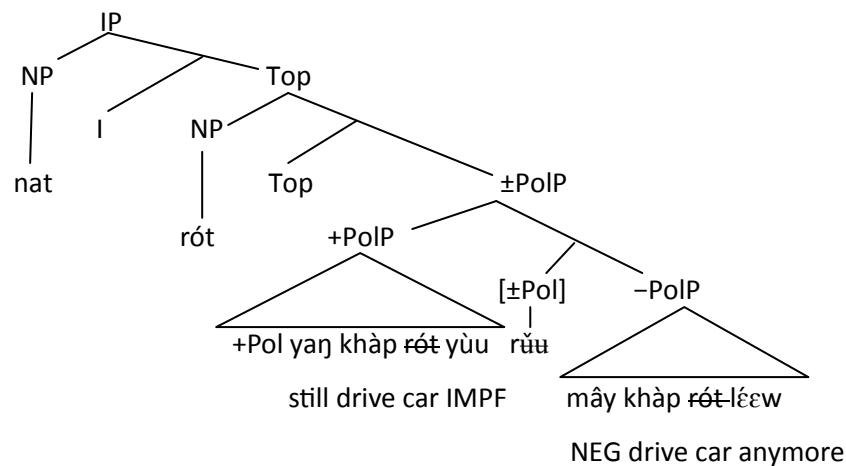 IP
NP
Top
I
NP
nat
Top
±PolP
rót
+PolP
[±Pol]
−PolP
+Pol yaŋ khàp rót yùu
rʉ̌ʉ
still drive car IMPF
mây khàp rót lɛ́ɛw
NEG drive car anymore